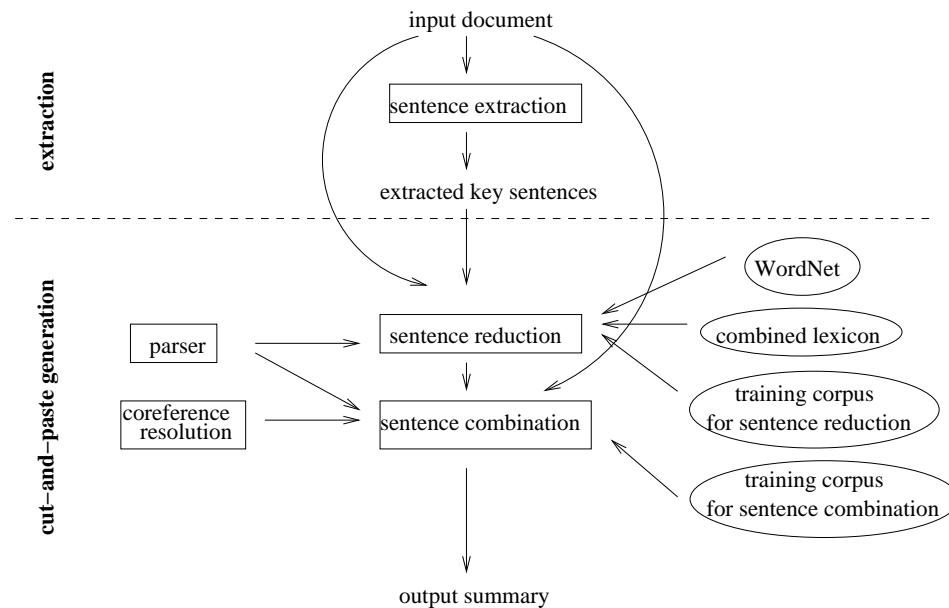 input document
sentence extraction
extracted key sentences
extraction
WordNet
sentence reduction
combined lexicon
parser
training corpus
for sentence reduction
coreference
resolution
sentence combination
training corpus
for sentence combination
cut−and−paste generation
output summary